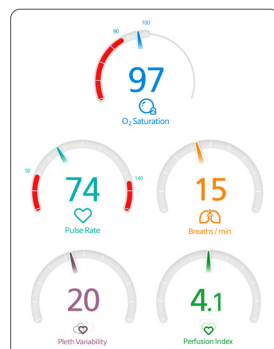 90 100
97
O₂ Saturation
50 140
74
Pulse Rate
15
Breaths / min
20
Pleth Variability
4.1
Perfusion Index